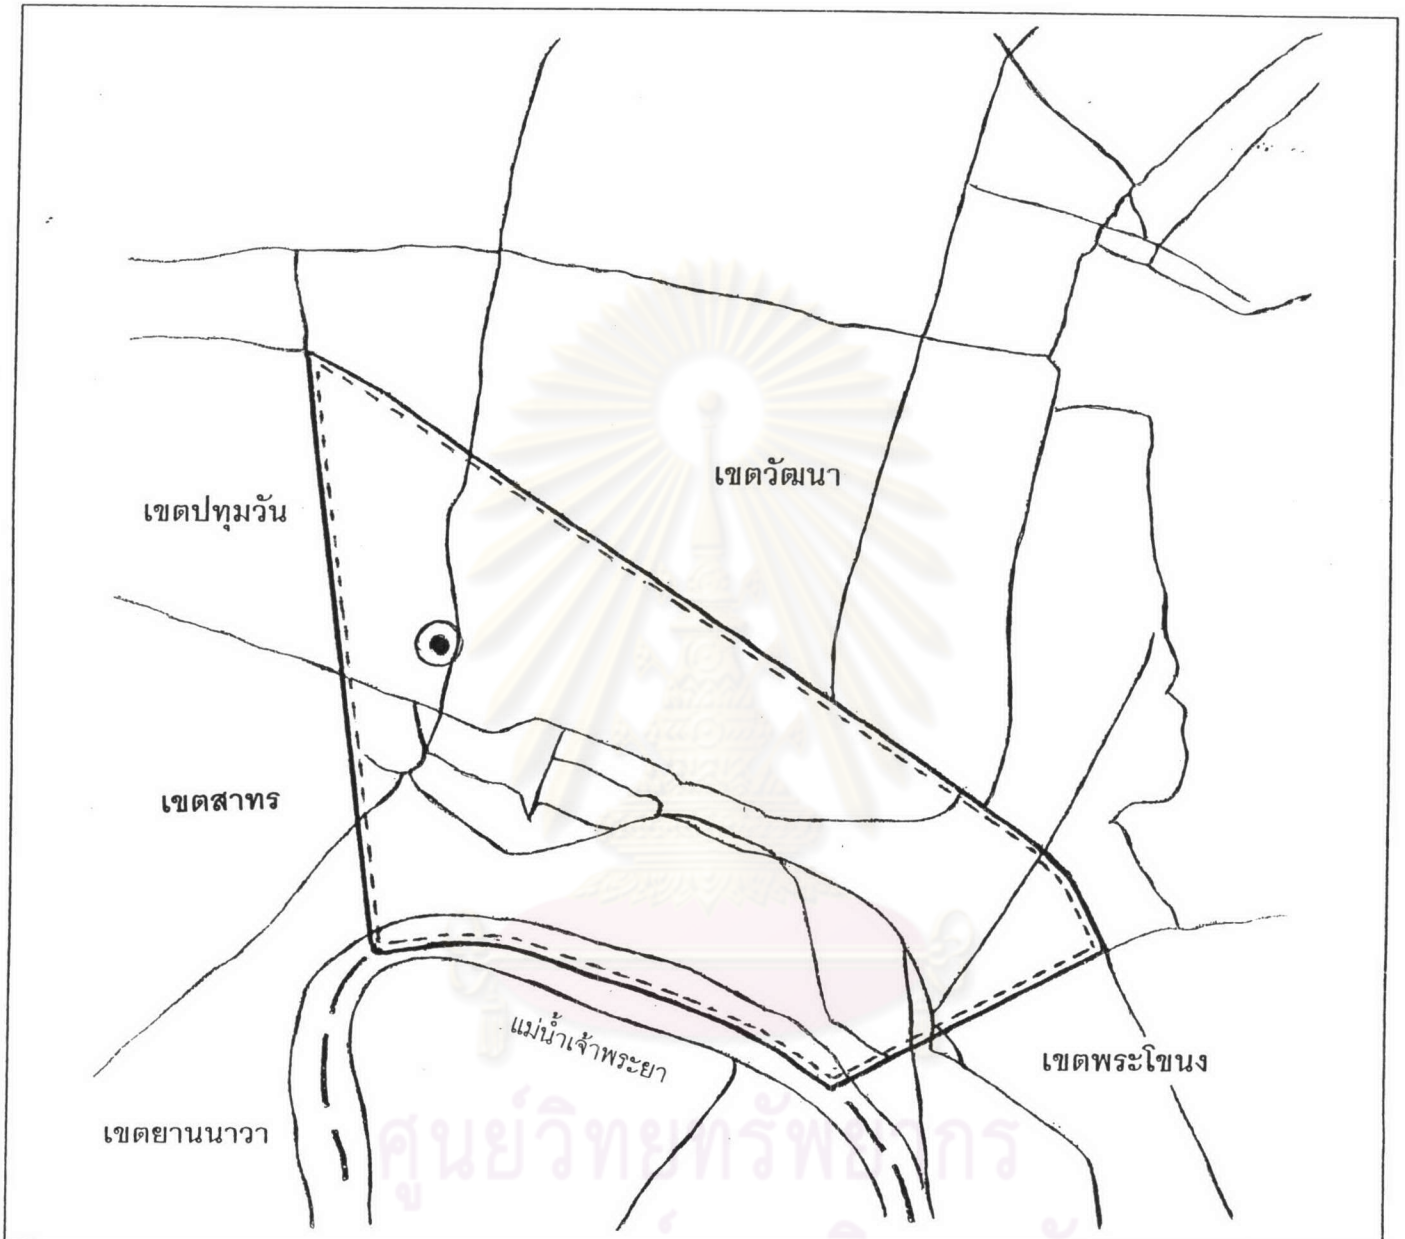 เขตวัฒนา
เขตปทุมวัน
เขตสาทร
แม่น้ำเจ้าพระยา
เขตพระโขนง
เขตยานนาวา
ศูนย์วิทยทรัพยากร